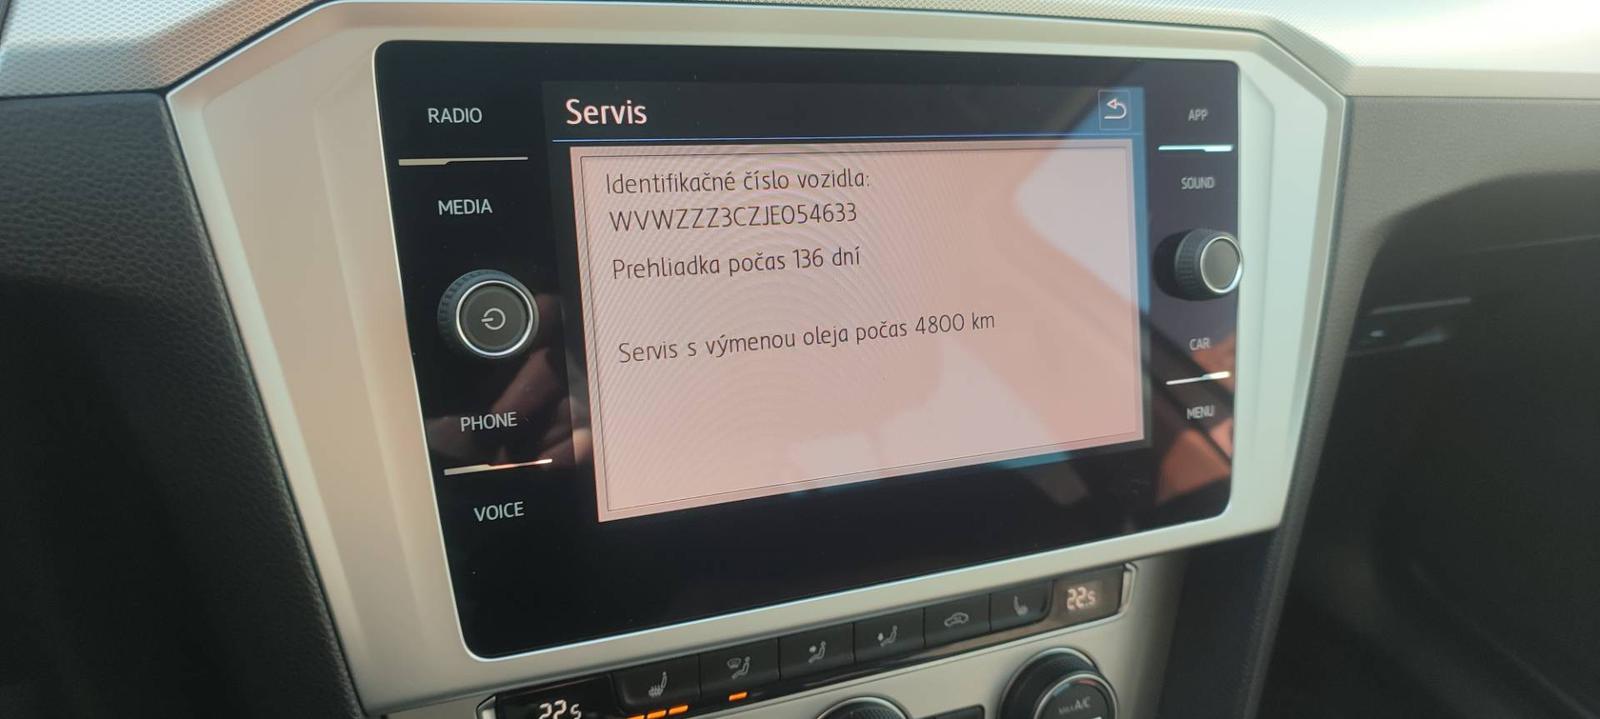 Servis
Identifikačné číslo vozidla:
WVWZZZ3CZJE054633
Prehliadka počas 136 dní
Servis s výmenou oleja počas 4800 km
RADIO
MEDIA
PHONE
VOICE
APP
SOUND
CAR
MENU
22.5
22.5
A/C